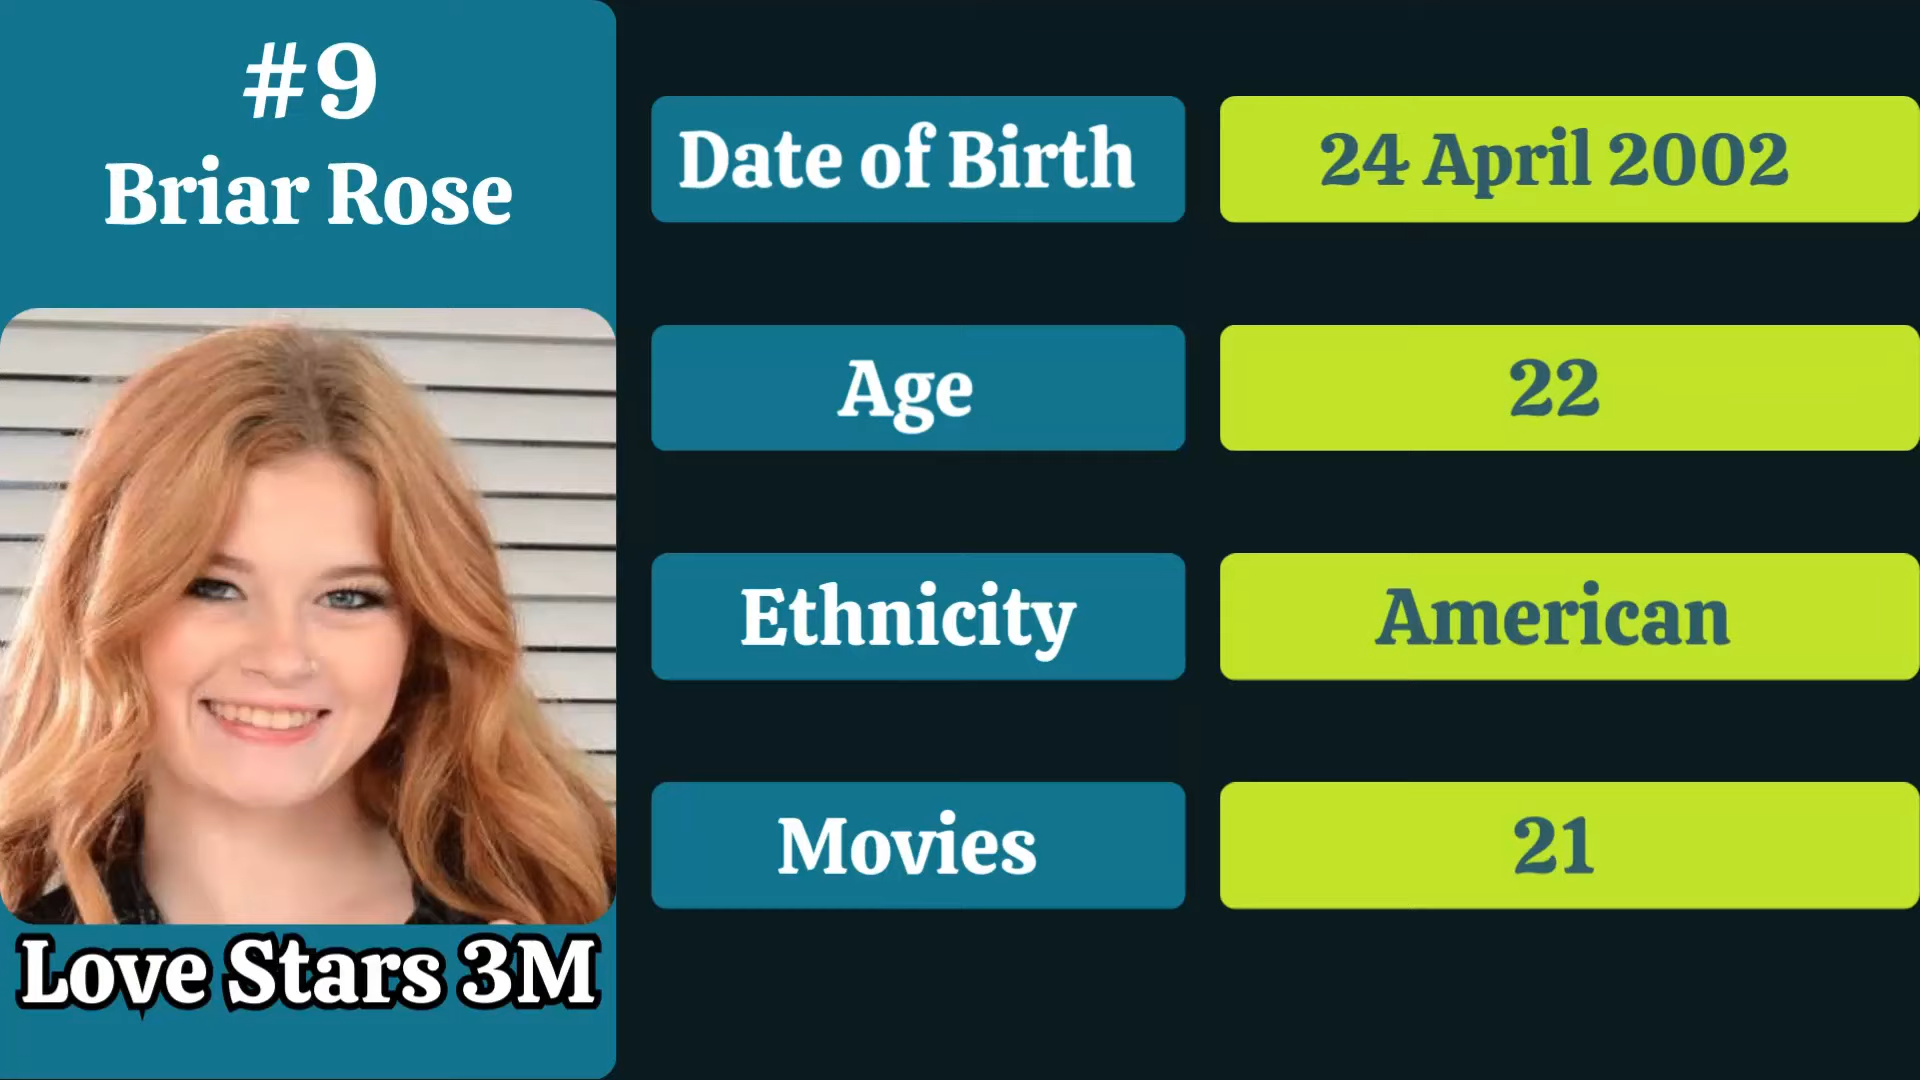 #9
Briar Rose
Love Stars 3M
Date of Birth
24 April 2002
Age
22
Ethnicity
American
Movies
21